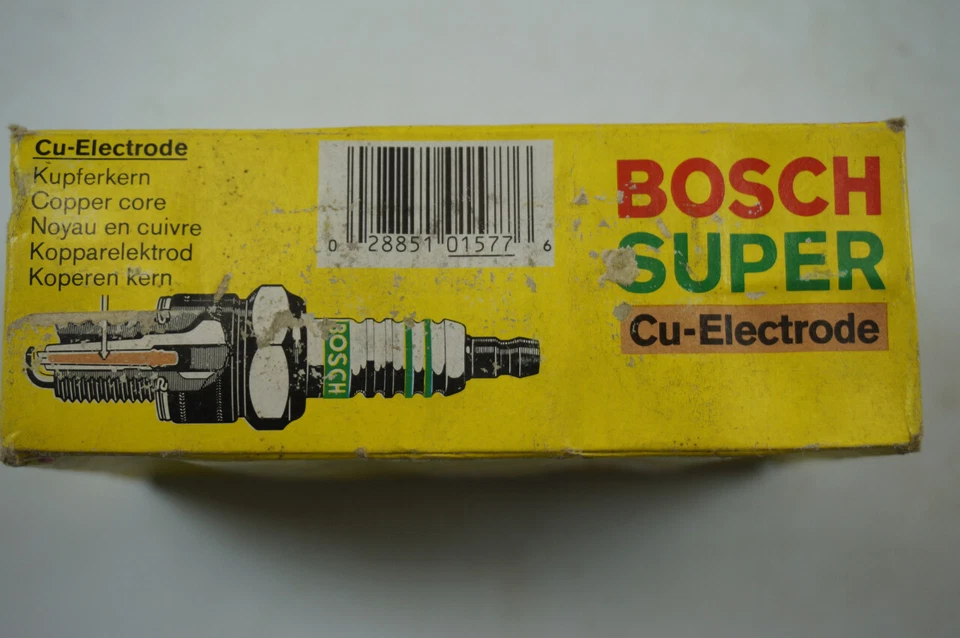 Cu-Electrode
Kupferkern
Copper core
Noyau en cuivre
Kopparelektrod
Koperen kern
0 28851 01577 6
BOSCH
SUPER
Cu-Electrode
BOSCH